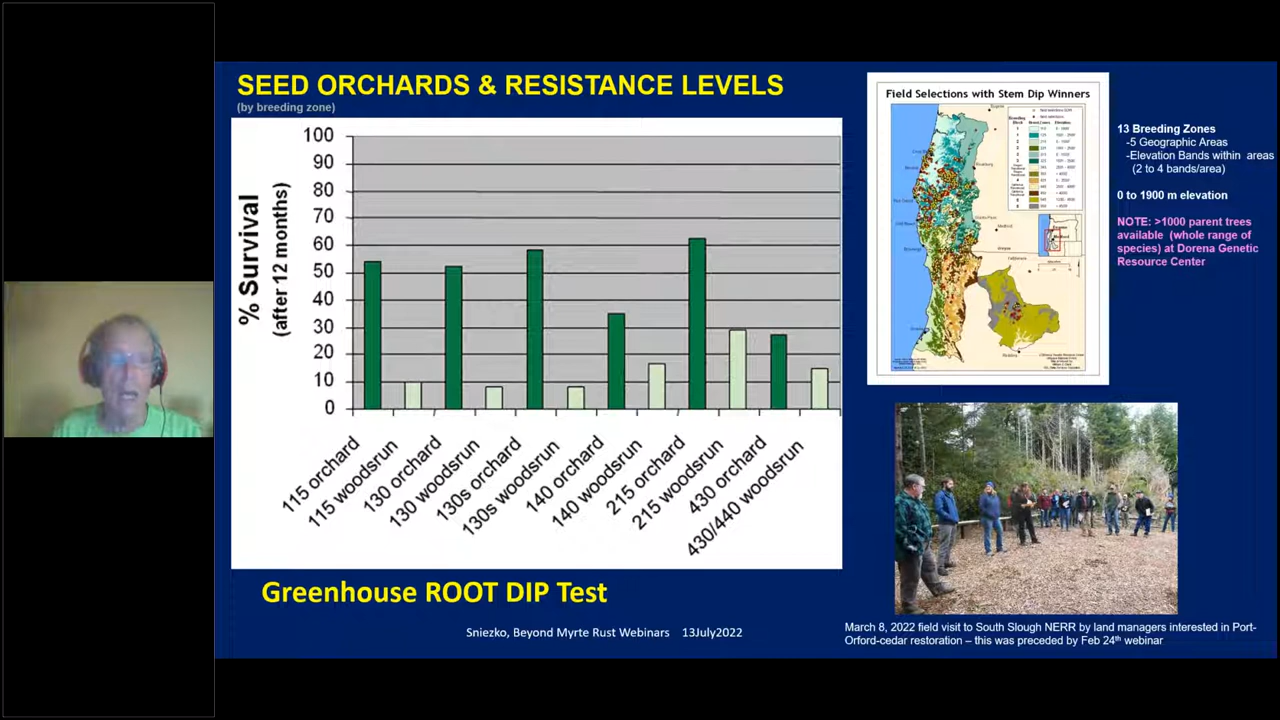 SEED ORCHARDS & RESISTANCE LEVELS
(by breeding zone)
% Survival
(after 12 months)
100
90
80
70
60
50
40
30
20
10
0
115 orchard
115 woodsrun
130 orchard
130 woodsrun
130s orchard
130s woodsrun
140 orchard
140 woodsrun
215 orchard
215 woodsrun
430 orchard
430/440 woodsrun
Greenhouse ROOT DIP Test
Sniezko, Beyond Myrte Rust Webinars 13July2022
Field Selections with Stem Dip Winners
13 Breeding Zones
-5 Geographic Areas
-Elevation Bands within areas
(2 to 4 bands/area)
0 to 1900 m elevation
NOTE: >1000 parent trees
available (whole range of
species) at Dorena Genetic
Resource Center
March 8, 2022 field visit to South Slough NERR by land managers interested in Port-
Orford-cedar restoration – this was preceded by Feb 24th webinar